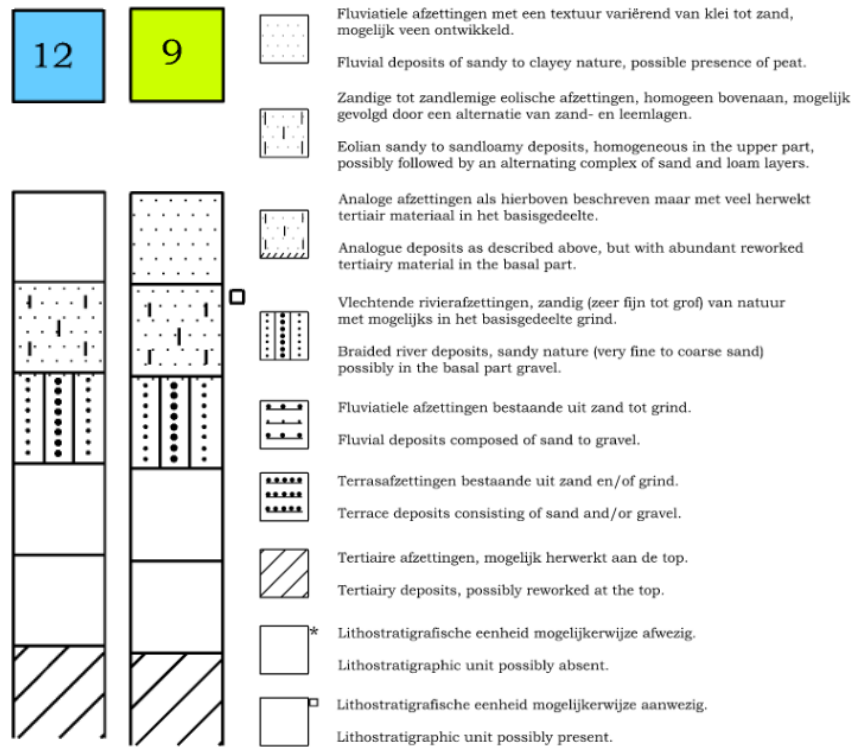 12
9
Fluviatiele afzettingen met een textuur variërend van klei tot zand,
mogelijk veen ontwikkeld.
Fluvial deposits of sandy to clayey nature, possible presence of peat.
Zandige tot zandlemige eolische afzettingen, homogeen bovenaan, mogelijk
gevolgd door een alternatie van zand- en leemlagen.
Eolian sandy to sandloamy deposits, homogeneous in the upper part,
possibly followed by an alternating complex of sand and loam layers.
Analoge afzettingen als hierboven beschreven maar met veel herwekt
tertiair materiaal in het basisgedeelte.
Analogue deposits as described above, but with abundant reworked
tertiairy material in the basal part.
Vlechtende rivierafzettingen, zandig (zeer fijn tot grof) van natuur
met mogelijks in het basisgedeelte grind.
Braided river deposits, sandy nature (very fine to coarse sand)
possibly in the basal part gravel.
Fluviatiele afzettingen bestaande uit zand tot grind.
Fluvial deposits composed of sand to gravel.
Terrasafzettingen bestaande uit zand en/of grind.
Terrace deposits consisting of sand and/or gravel.
Tertiaire afzettingen, mogelijk herwerkt aan de top.
Tertiairy deposits, possibly reworked at the top.
* Lithostratigrafische eenheid mogelijkerwijze afwezig.
Lithostratigraphic unit possibly absent.
Lithostratigrafische eenheid mogelijkerwijze aanwezig.
Lithostratigraphic unit possibly present.